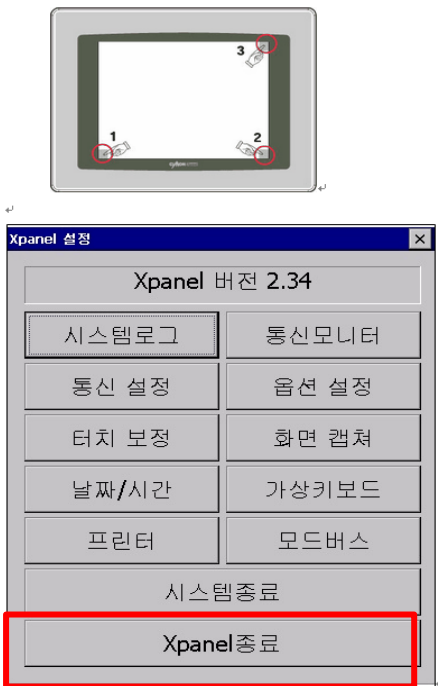 3
1
2
Xpanel 설정
Xpanel 버전 2.34
시스템로그 통신모니터
통신 설정 옵션 설정
터치 보정 화면 캡쳐
날짜/시간 가상키보드
프린터 모드버스
시스템종료
Xpanel종료